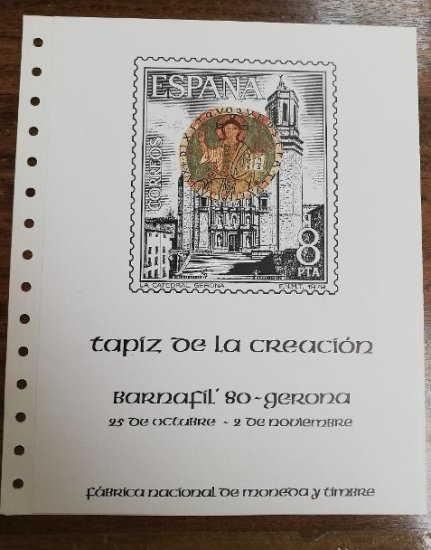 ESPAÑA
CORREOS
8
PTA
LA CATEDRAL GERONA
F.N.M.T.
tapíz de la creación
Barnafil' 80-gerona
25 de octubre - 2 de noviembre
fábrica nacional de moneda y timbre